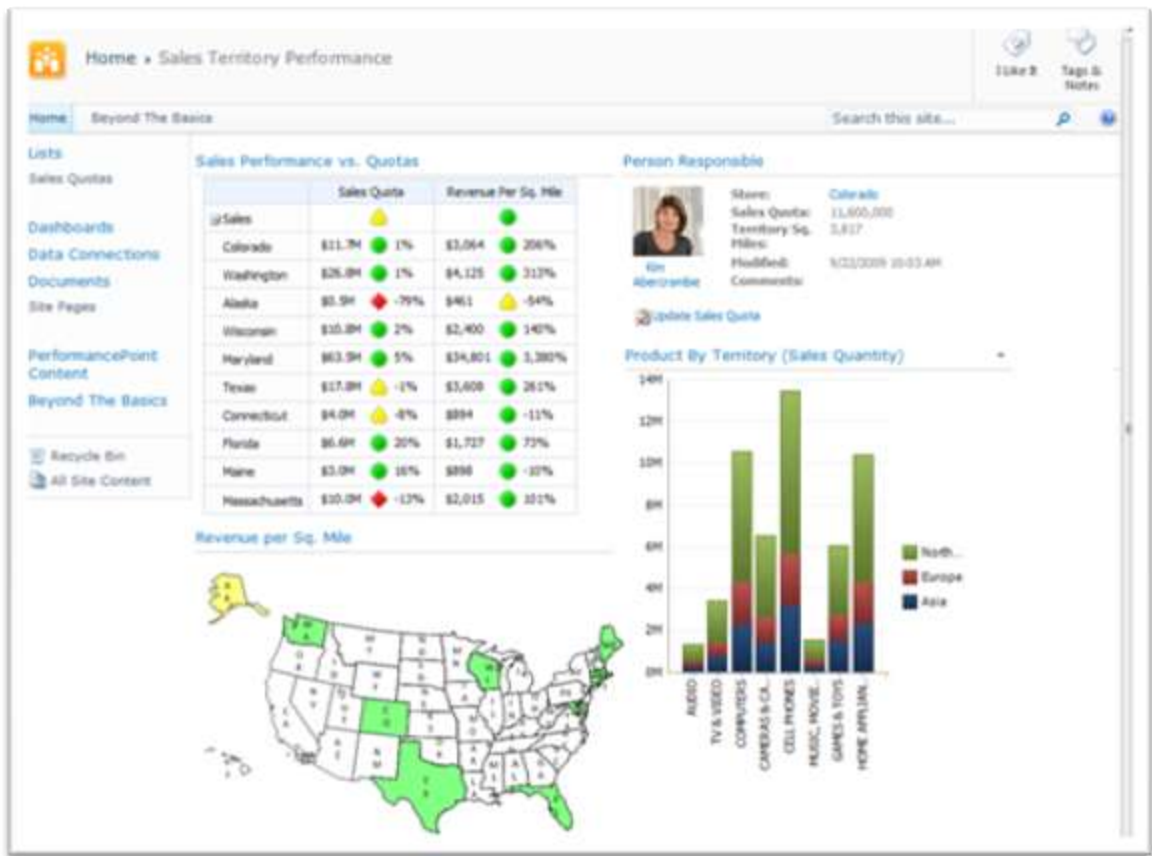 Home ▸ Sales Territory Performance
I Like It
Tags &
Notes
Home
Beyond The Basics
Search this site...
Lists
Sales Quotas
Dashboards
Data Connections
Documents
Site Pages
PerformancePoint
Content
Beyond The Basics
Recycle Bin
All Site Content
Sales Performance vs. Quotas
Sales Quota Revenue Per Sq. Mile
Sales
Colorado $11.7M 1% $3,064 206%
Washington $26.8M 1% $4,125 313%
Alaska $0.5M -79% $461 -54%
Wisconsin $10.8M 2% $2,400 140%
Maryland $63.5M 5% $34,801 3,380%
Texas $17.8M -1% $3,608 261%
Connecticut $4.0M -8% $894 -11%
Florida $6.6M 20% $1,727 73%
Maine $3.0M 16% $898 -10%
Massachusetts $10.0M -13% $2,015 101%
Revenue per Sq. Mile
Person Responsible
Kim
Abercrombie
Store: Colorado
Sales Quota: 11,600,000
Territory Sq. 3,817
Miles:
Modified: 9/22/2009 10:03 AM
Comments:
Update Sales Quota
Product By Territory (Sales Quantity)
14M
12M
10M
8M
6M
4M
2M
0M
AUDIO
TV & VIDEO
COMPUTERS
CAMERAS & CA...
CELL PHONES
MUSIC, MOVIE...
GAMES & TOYS
HOME APPLIAN...
North...
Europe
Asia